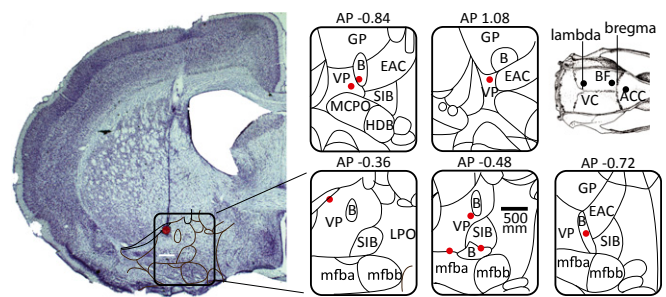 AP -0.84
GP
B
EAC
VP
SIB
MCPO
HDB
AP 1.08
GP
B
EAC
VP
lambda bregma
BF
VC ACC
AP -0.36
B
VP
LPO
SIB
mfba mfbb
AP -0.48
B
VP
SIB
B
mfba
mfbb
500
mm
AP -0.72
GP
EAC
B
VP
SIB
mfba
mfbb